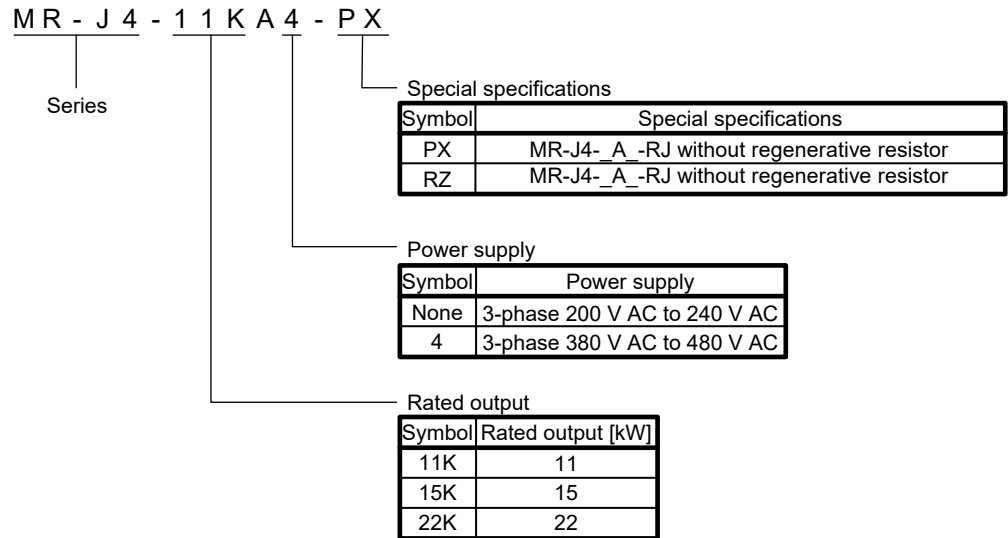 MR-J4-11KA4-PX
Series
Special specifications
Symbol Special specifications
PX MR-J4-_A_-RJ without regenerative resistor
RZ MR-J4-_A_-RJ without regenerative resistor
Power supply
Symbol Power supply
None 3-phase 200 V AC to 240 V AC
4 3-phase 380 V AC to 480 V AC
Rated output
Symbol Rated output [kW]
11K 11
15K 15
22K 22